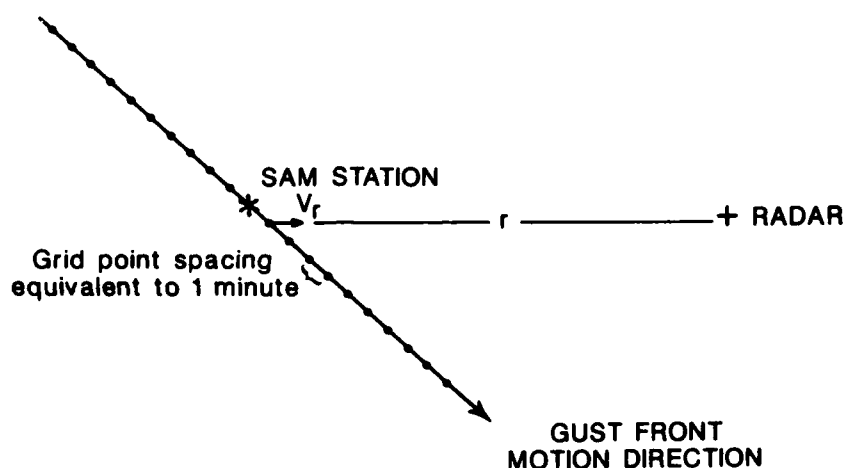 SAM STATION
Vr
r
+ RADAR
Grid point spacing
equivalent to 1 minute
GUST FRONT
MOTION DIRECTION